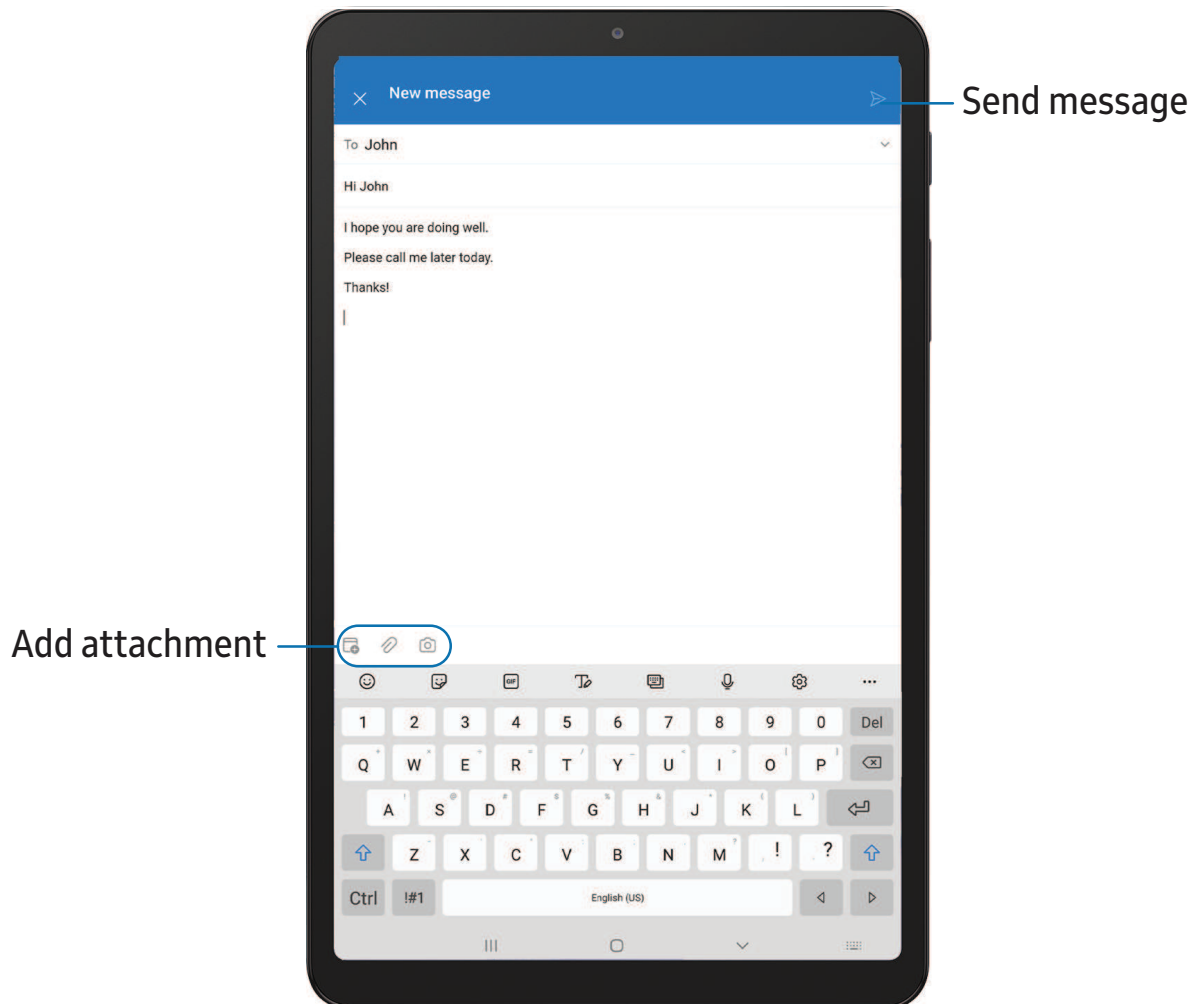 New message
Send message
To John
Hi John
I hope you are doing well.
Please call me later today.
Thanks!
Add attachment
GIF
1 2 3 4 5 6 7 8 9 0 Del
Q W E R T Y U I O P
A S D F G H J K L
Z X C V B N M ! ?
Ctrl !#1 English (US)